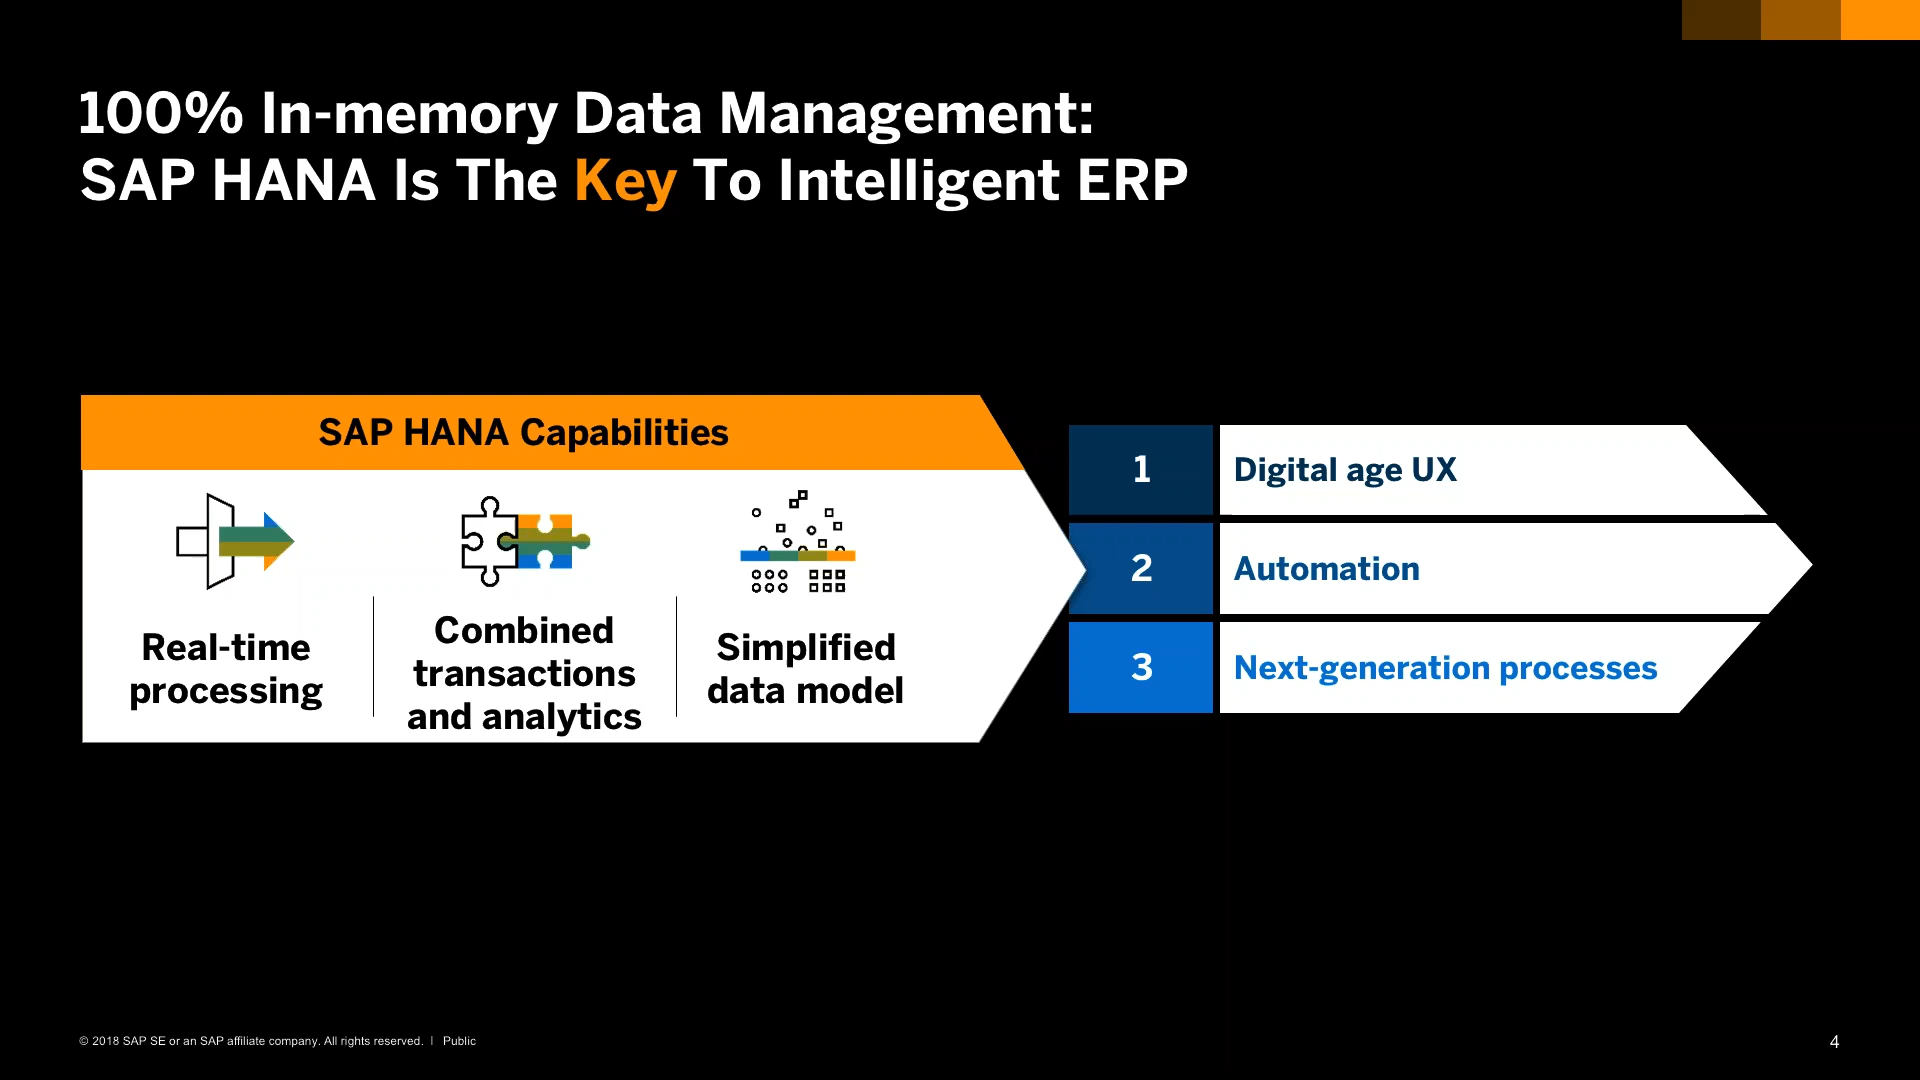 100% In-memory Data Management:
SAP HANA Is The Key To Intelligent ERP
SAP HANA Capabilities
Real-time
processing
Combined
transactions
and analytics
Simplified
data model
1
Digital age UX
2
Automation
3
Next-generation processes
© 2018 SAP SE or an SAP affiliate company. All rights reserved. | Public
4